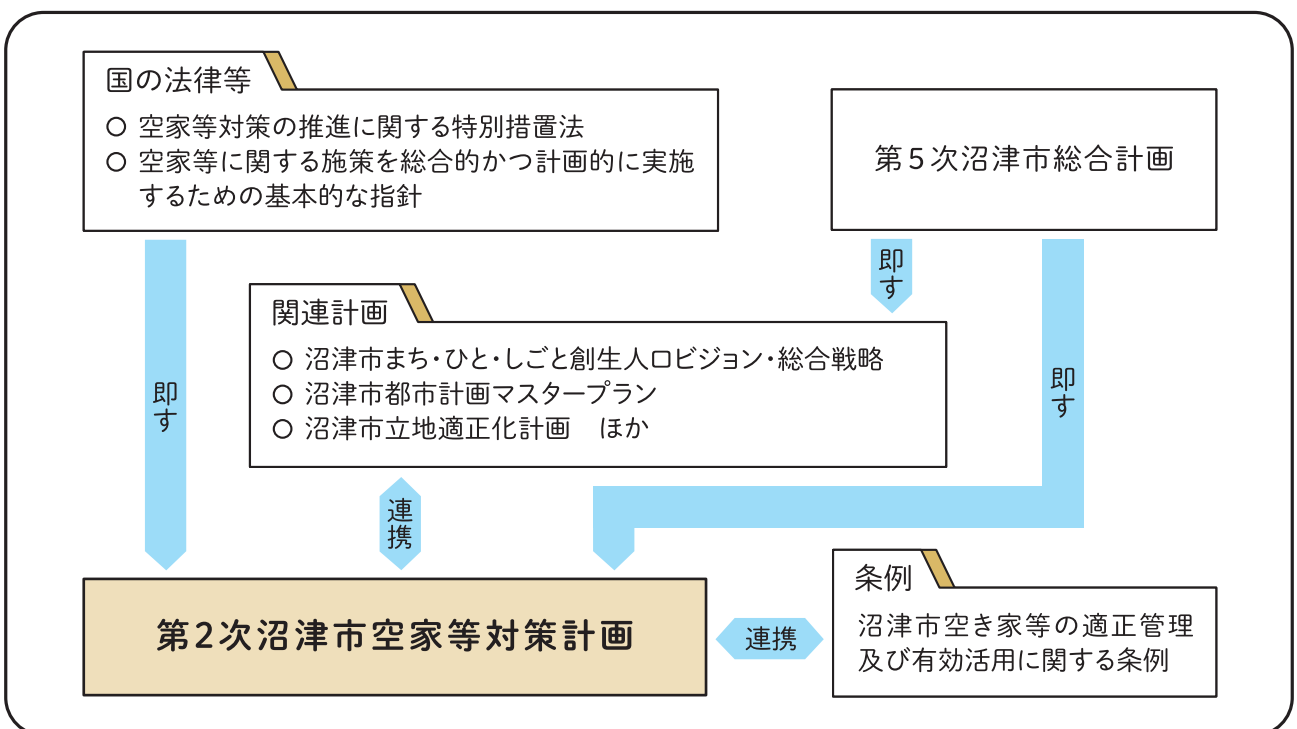 国の法律等
○ 空家等対策の推進に関する特別措置法
○ 空家等に関する施策を総合的かつ計画的に実施
するための基本的な指針
第5次沼津市総合計画
即す
関連計画
○ 沼津市まち・ひと・しごと創生人口ビジョン・総合戦略
○ 沼津市都市計画マスタープラン
○ 沼津市立地適正化計画　ほか
即す
即す
連携
第2次沼津市空家等対策計画
連携
条例
沼津市空き家等の適正管理
及び有効活用に関する条例